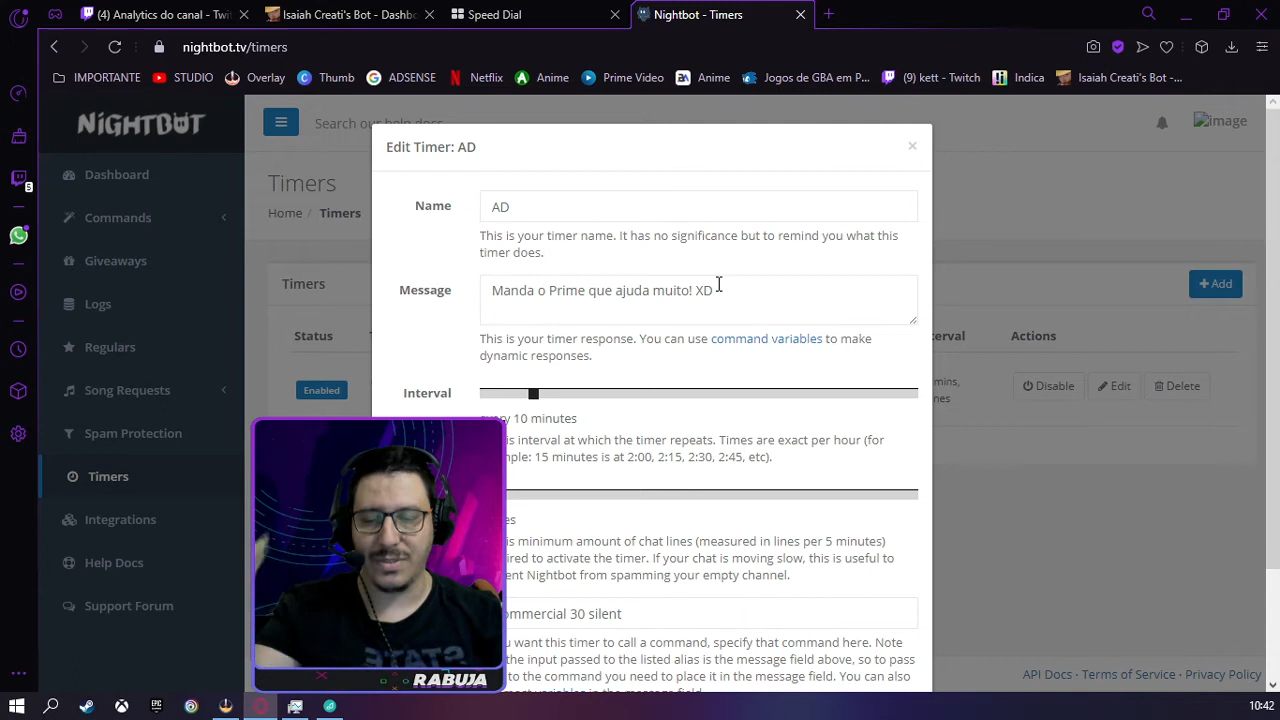 (4) Analytics do canal - Twit
Isaiah Creati's Bot - Dashbo
Speed Dial
Nightbot - Timers
nightbot.tv/timers
IMPORTANTE
STUDIO
Overlay
Thumb
ADSENSE
Netflix
Anime
Prime Video
Anime
Jogos de GBA em P...
(9) kett - Twitch
Indica
Isaiah Creati's Bot -...
NIGHTBOT
Search our help docs
image
Dashboard
Commands
Giveaways
Logs
Regulars
Song Requests
Spam Protection
Timers
Integrations
Help Docs
Support Forum
Timers
Home / Timers
Timers
+ Add
Status
Actions
Enabled
Disable
Edit
Delete
Edit Timer: AD
×
Name
AD
This is your timer name. It has no significance but to remind you what this
timer does.
Message
Manda o Prime que ajuda muito! XD
This is your timer response. You can use command variables to make
dynamic responses.
Interval
every 10 minutes
is interval at which the timer repeats. Times are exact per hour (for
mple: 15 minutes is at 2:00, 2:15, 2:30, 2:45, etc).
es
is minimum amount of chat lines (measured in lines per 5 minutes)
ired to activate the timer. If your chat is moving slow, this is useful to
ent Nightbot from spamming your empty channel.
ommercial 30 silent
u want this timer to call a command, specify that command here. Note
the input passed to the listed alias is the message field above, so to pass
to the command you need to place it in the message field. You can also
RABUJA
API Docs - Terms of Service - Privacy Policy
10:42